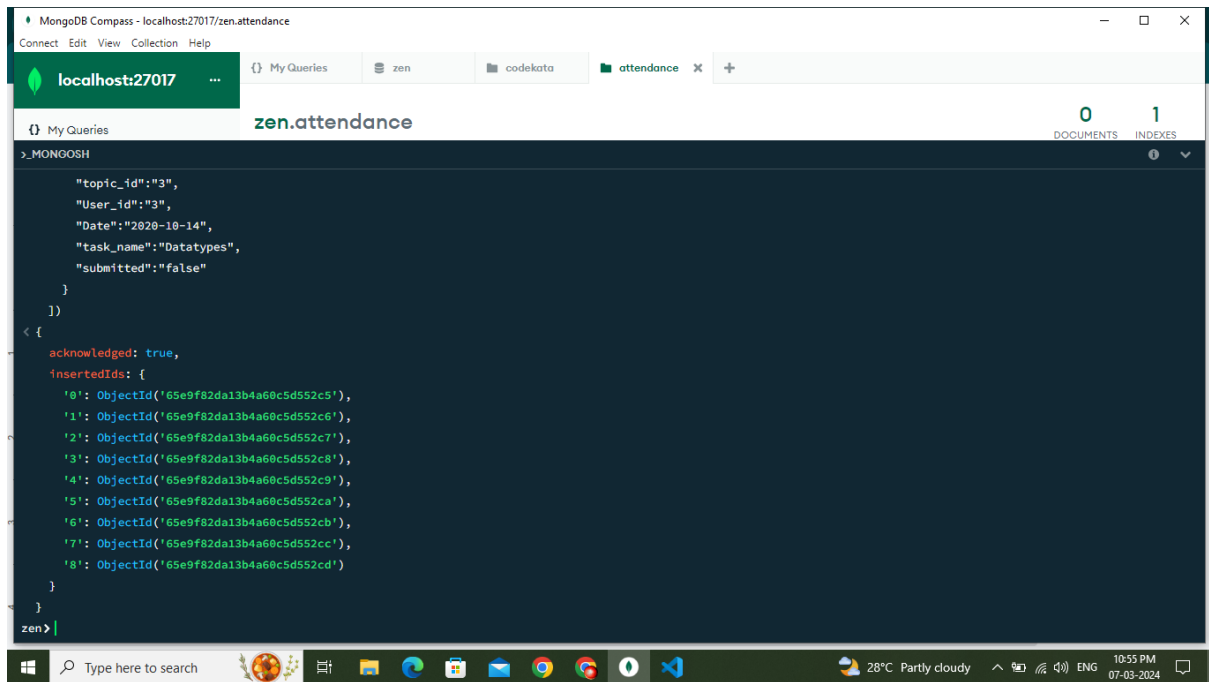 MongoDB Compass - localhost:27017/zen.attendance
Connect Edit View Collection Help
localhost:27017 ...
{} My Queries zen codekata attendance
{} My Queries
zen.attendance
0 1
DOCUMENTS INDEXES
>_MONGOSH
"topic_id":"3",
"User_id":"3",
"Date":"2020-10-14",
"task_name":"Datatypes",
"submitted":"false"
}
])
< {
acknowledged: true,
insertedIds: {
'0': ObjectId('65e9f82da13b4a60c5d552c5'),
'1': ObjectId('65e9f82da13b4a60c5d552c6'),
'2': ObjectId('65e9f82da13b4a60c5d552c7'),
'3': ObjectId('65e9f82da13b4a60c5d552c8'),
'4': ObjectId('65e9f82da13b4a60c5d552c9'),
'5': ObjectId('65e9f82da13b4a60c5d552ca'),
'6': ObjectId('65e9f82da13b4a60c5d552cb'),
'7': ObjectId('65e9f82da13b4a60c5d552cc'),
'8': ObjectId('65e9f82da13b4a60c5d552cd')
}
}
zen>
Type here to search
28°C Partly cloudy
ENG
10:55 PM
07-03-2024